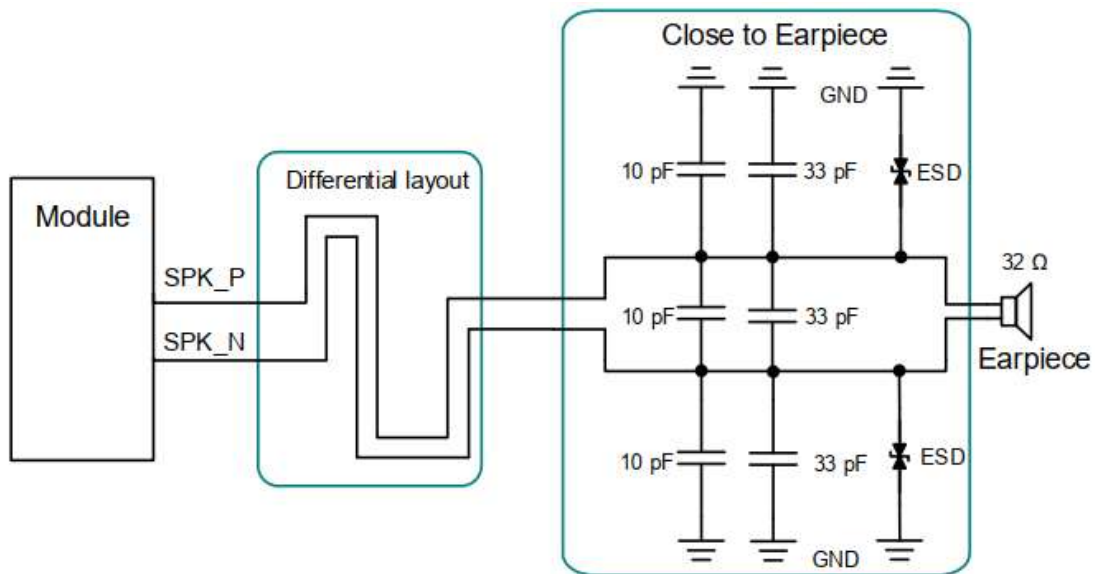 Close to Earpiece
GND
10 pF
33 pF
ESD
Differential layout
Module
SPK_P
SPK_N
32 Ω
10 pF
33 pF
Earpiece
10 pF
33 pF
ESD
GND